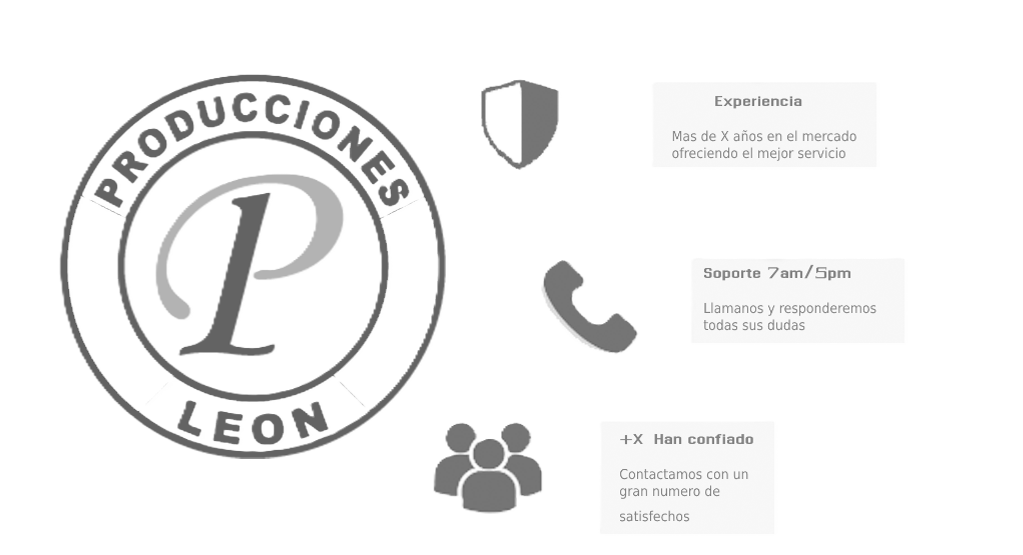 PRODUCCIONES
LEON
Experiencia
Mas de X años en el mercado
ofreciendo el mejor servicio
Soporte 7am/5pm
Llamanos y responderemos
todas sus dudas
+X Han confiado
Contactamos con un
gran numero de
satisfechos